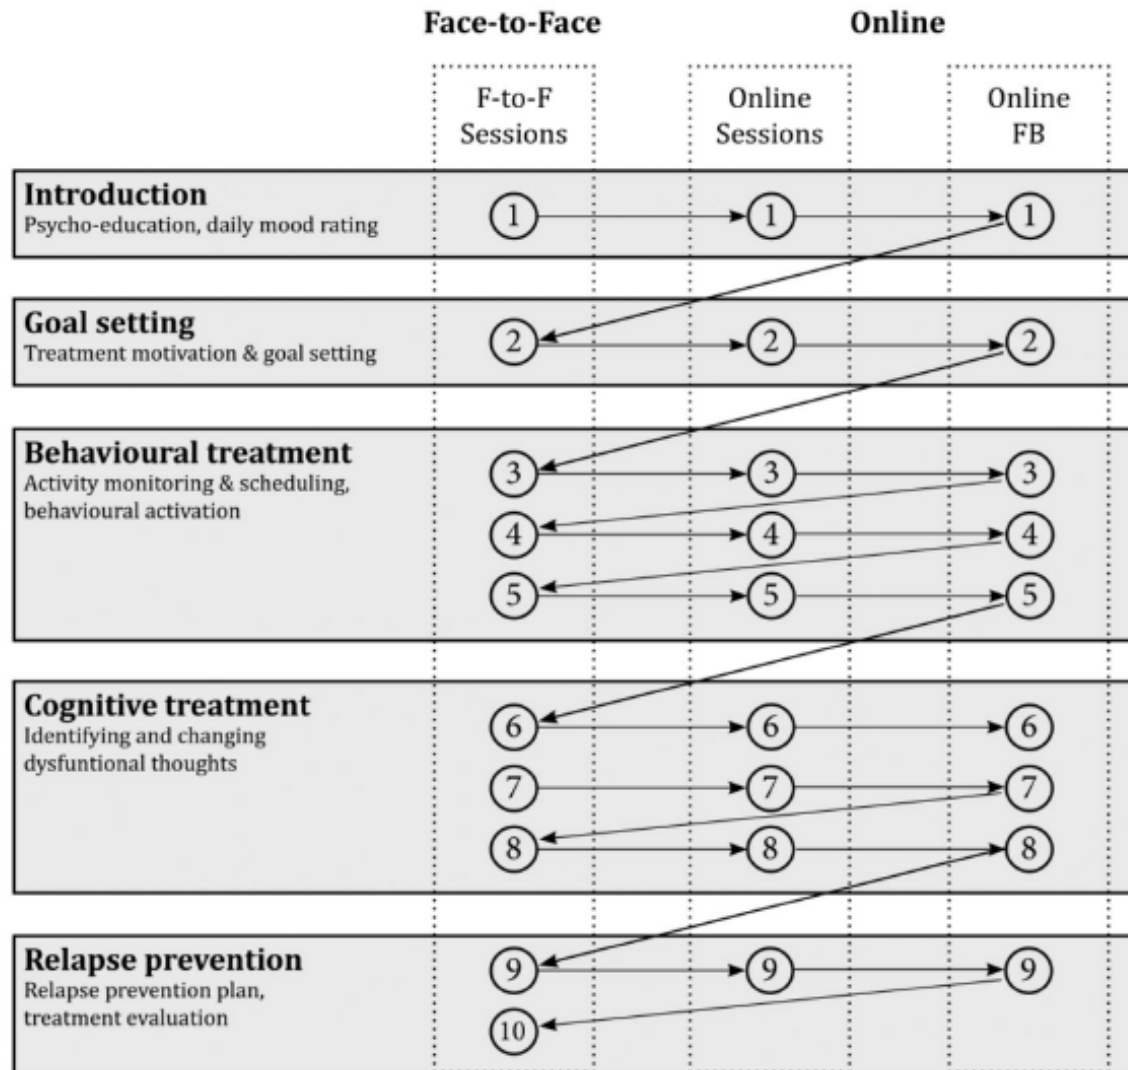 Face-to-Face Online
F-to-F Sessions Online Sessions Online FB
Introduction
Psycho-education, daily mood rating
1 1 1
Goal setting
Treatment motivation & goal setting
2 2 2
Behavioural treatment
Activity monitoring & scheduling,
behavioural activation
3 3 3
4 4 4
5 5 5
Cognitive treatment
Identifying and changing
dysfuntional thoughts
6 6 6
7 7 7
8 8 8
Relapse prevention
Relapse prevention plan,
treatment evaluation
9 9 9
10